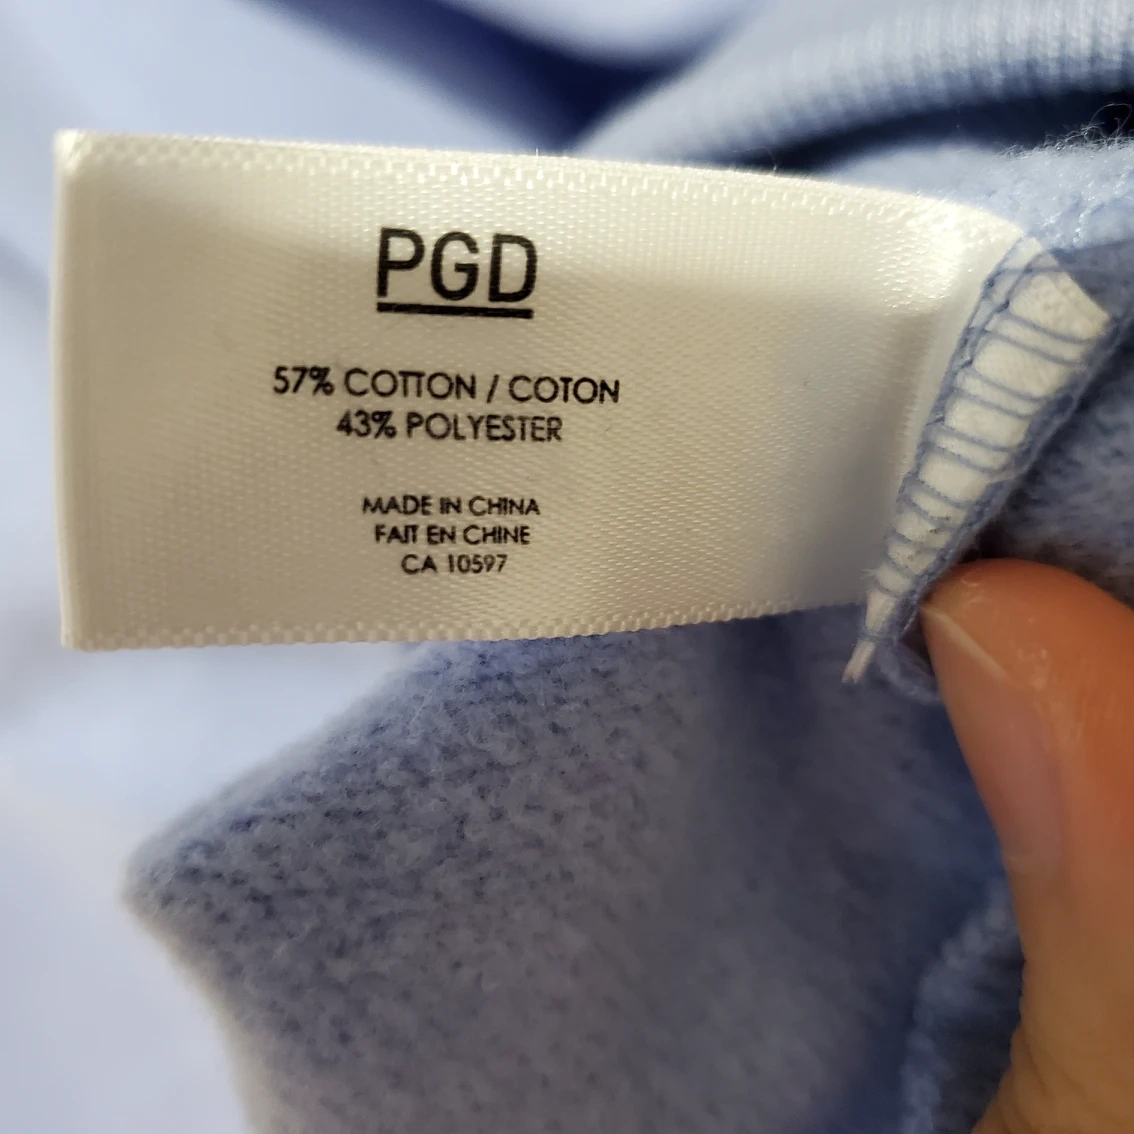 PGD
57% COTTON / COTON
43% POLYESTER
MADE IN CHINA
FAIT EN CHINE
CA 10597